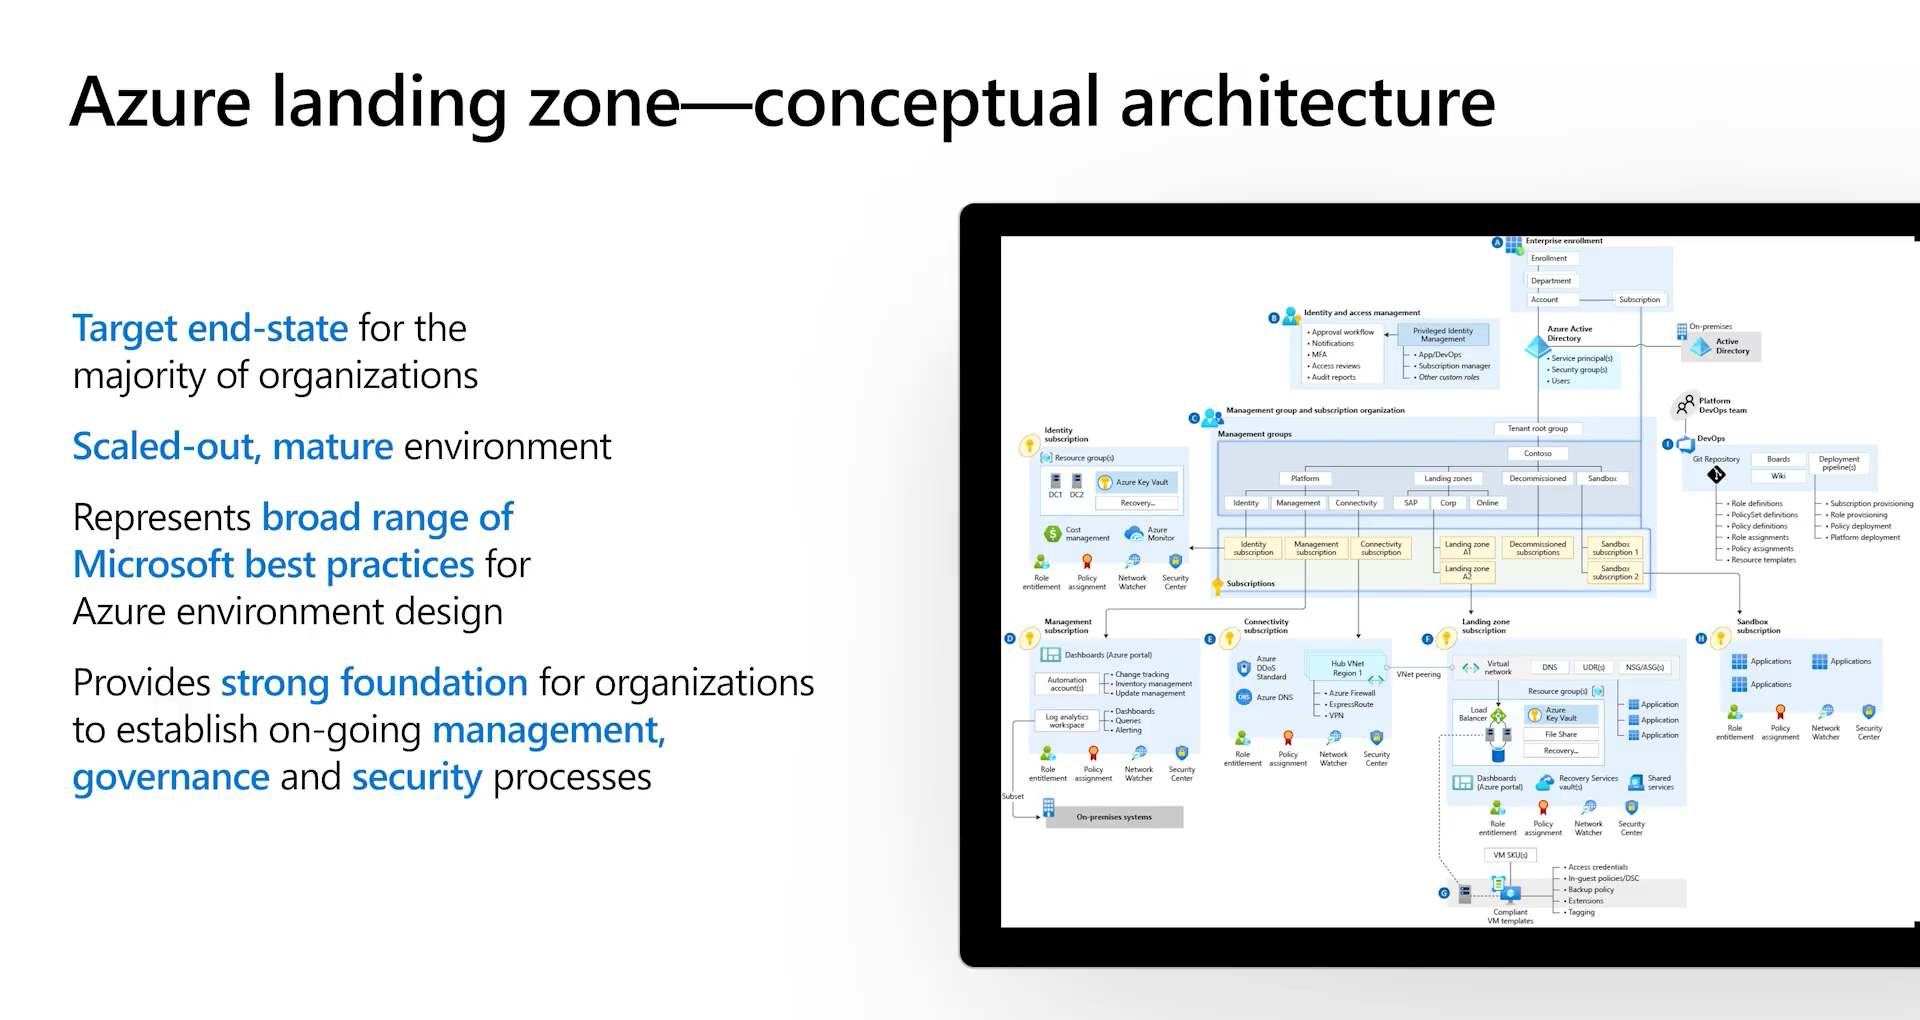 Azure landing zone—conceptual architecture
Target end-state for the
majority of organizations
Scaled-out, mature environment
Represents broad range of
Microsoft best practices for
Azure environment design
Provides strong foundation for organizations
to establish on-going management,
governance and security processes
A
Enterprise enrollment
Enrollment
Department
Account
Subscription
B
Identity and access management
• Approval workflow
• Notifications
• MFA
• Access reviews
• Audit reports
Privileged Identity
Management
• App/DevOps
• Subscription manager
• Other custom roles
Azure Active
Directory
• Service principal(s)
• Security group(s)
• Users
On-premises
Active
Directory
Platform
DevOps team
I
DevOps
Git Repository
Boards
Wiki
Deployment
pipeline(s)
• Role definitions
• PolicySet definitions
• Policy definitions
• Role assignments
• Policy assignments
• Resource templates
• Subscription provisioning
• Role provisioning
• Policy deployment
• Platform deployment
C
Management group and subscription organization
Management groups
Tenant root group
Contoso
Platform
Landing zones
Decommissioned
Sandbox
Identity
Management
Connectivity
SAP
Corp
Online
Identity
subscription
Management
subscription
Connectivity
subscription
Landing zone
A1
Landing zone
A2
Decommissioned
subscriptions
Sandbox
subscription 1
Sandbox
subscription 2
Subscriptions
Identity
subscription
Resource group(s)
DC1
DC2
Azure Key Vault
Recovery...
Cost
management
Azure
Monitor
Role
entitlement
Policy
assignment
Network
Watcher
Security
Center
D
Management
subscription
Dashboards (Azure portal)
Automation
account(s)
• Change tracking
• Inventory management
• Update management
Log analytics
workspace
• Dashboards
• Queries
• Alerting
Role
entitlement
Policy
assignment
Network
Watcher
Security
Center
Subset
On-premises systems
E
Connectivity
subscription
Azure
DDoS
Standard
Azure DNS
DNS
Hub VNet
Region 1
• Azure Firewall
• ExpressRoute
• VPN
Role
entitlement
Policy
assignment
Network
Watcher
Security
Center
VNet peering
F
Landing zone
subscription
Virtual
network
DNS
UDR(s)
NSG/ASG(s)
Resource group(s)
Load
Balancer
Azure
Key Vault
File Share
Recovery...
Application
Application
Application
Dashboards
(Azure portal)
Recovery Services
vault(s)
Shared
services
Role
entitlement
Policy
assignment
Network
Watcher
Security
Center
G
VM SKU(s)
Compliant
VM templates
• Access credentials
• In-guest policies/DSC
• Backup policy
• Extensions
• Tagging
H
Sandbox
subscription
Applications
Applications
Applications
Role
entitlement
Policy
assignment
Network
Watcher
Security
Center